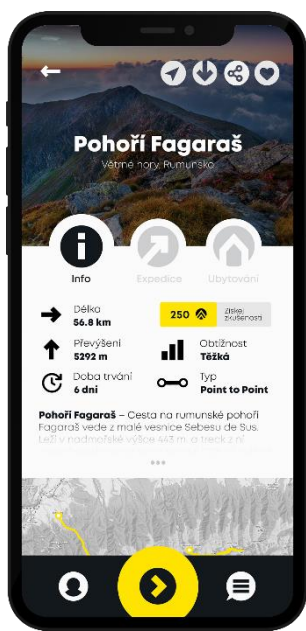 Pohoří Fagaraš
Větrné hory, Rumunsko
Info
Expedice
Ubytování
Délka
56.8 km
250
Získej
zkušenosti
Převýšení
5292 m
Obtížnost
Těžká
Doba trvání
6 dní
Typ
Point to Point
Pohoří Fagaraš – Cesta na rumunské pohoří
Fagaraš vede z malé vesnice Sebesu de Sus.
Leží v nadmořské výšce 443 m. a treck z ní